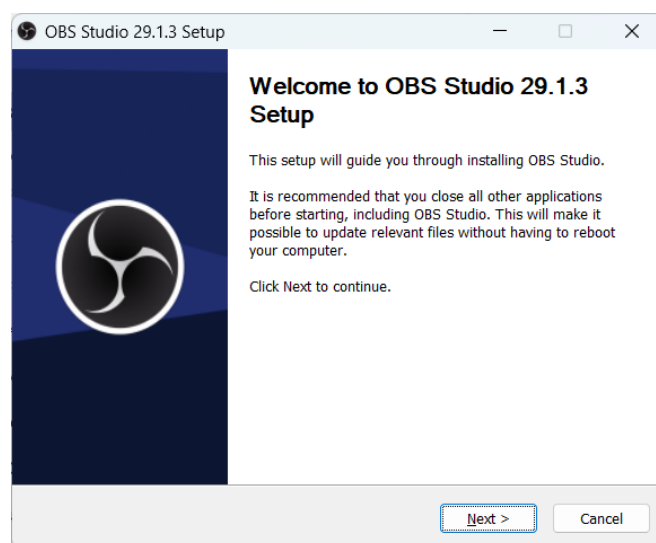 OBS Studio 29.1.3 Setup
Welcome to OBS Studio 29.1.3
Setup
This setup will guide you through installing OBS Studio.
It is recommended that you close all other applications
before starting, including OBS Studio. This will make it
possible to update relevant files without having to reboot
your computer.
Click Next to continue.
Next >
Cancel